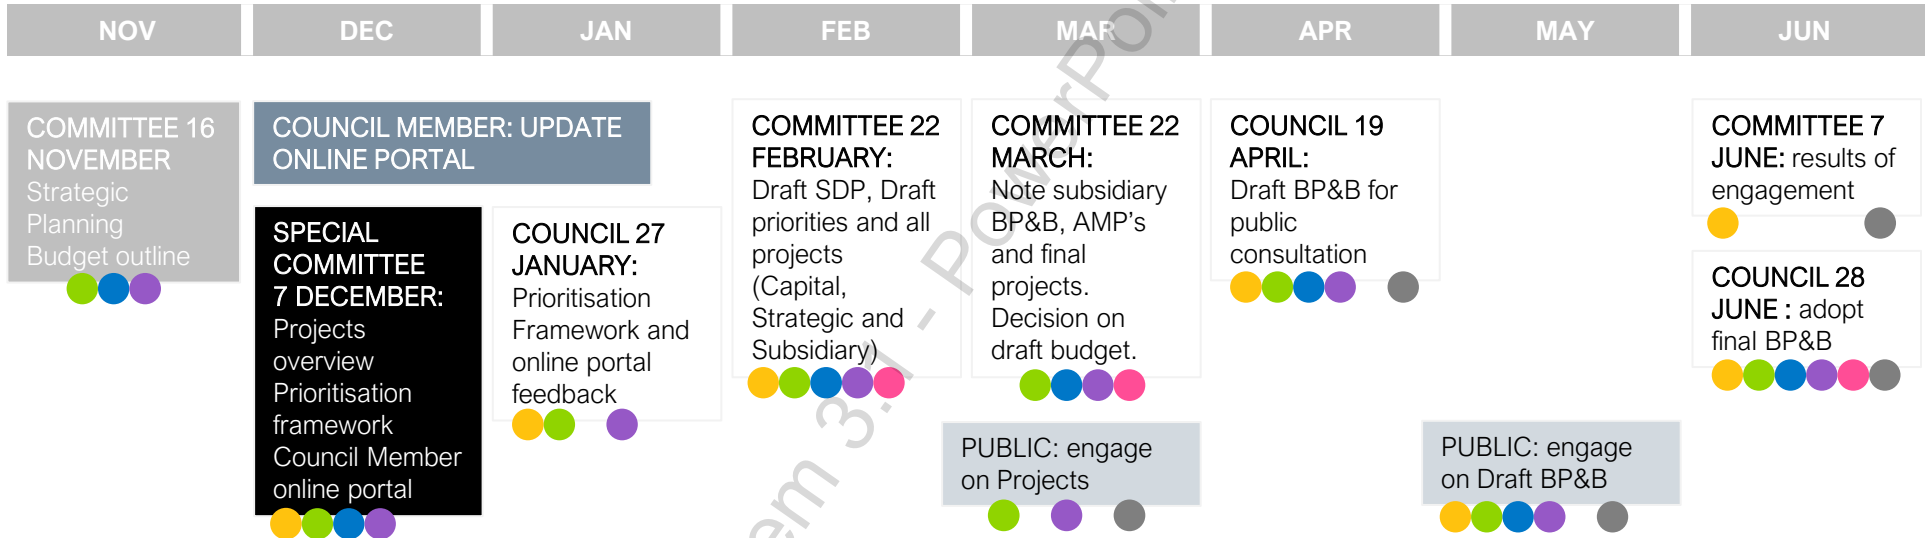 NOV
DEC
JAN
FEB
MAR
APR
MAY
JUN
COMMITTEE 16
NOVEMBER
Strategic
Planning
Budget outline
COUNCIL MEMBER: UPDATE
ONLINE PORTAL
SPECIAL
COMMITTEE
7 DECEMBER:
Projects
overview
Prioritisation
framework
Council Member
online portal
COUNCIL 27
JANUARY:
Prioritisation
Framework and
online portal
feedback
COMMITTEE 22
FEBRUARY:
Draft SDP, Draft
priorities and all
projects
(Capital,
Strategic and
Subsidiary)
COMMITTEE 22
MARCH:
Note subsidiary
BP&B, AMP's
and final
projects.
Decision on
draft budget.
PUBLIC: engage
on Projects
COUNCIL 19
APRIL:
Draft BP&B for
public
consultation
PUBLIC: engage
on Draft BP&B
COMMITTEE 7
JUNE: results of
engagement
COUNCIL 28
JUNE : adopt
final BP&B